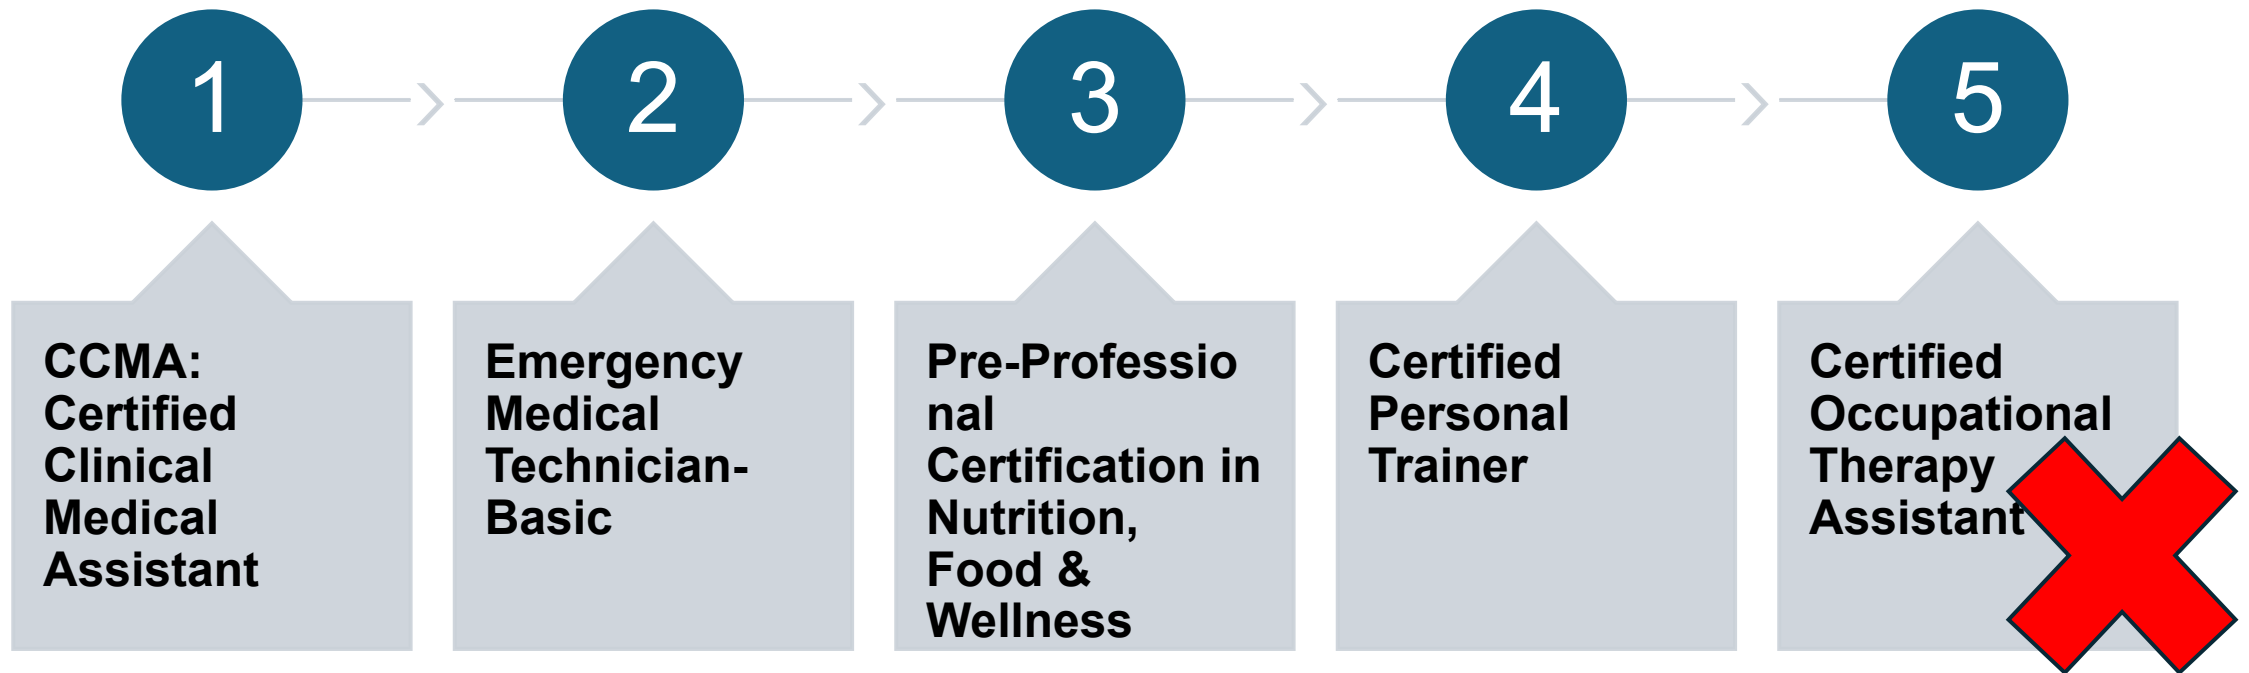 1
2
3
4
5
CCMA:
Certified
Clinical
Medical
Assistant
Emergency
Medical
Technician-
Basic
Pre-Professio
nal
Certification in
Nutrition,
Food &
Wellness
Certified
Personal
Trainer
Certified
Occupational
Therapy
Assistant